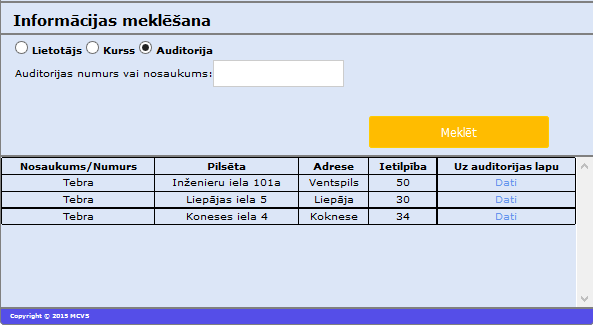 Informācijas meklēšana
Lietotājs Kurss Auditorija
Auditorijas numurs vai nosaukums:
Meklēt
Nosaukums/Numurs Pilsēta Adrese Ietilpība Uz auditorijas lapu
Tebra Inženieru iela 101a Ventspils 50 Dati
Tebra Liepājas iela 5 Liepāja 30 Dati
Tebra Koneses iela 4 Koknese 34 Dati
Copyright © 2015 MCVS